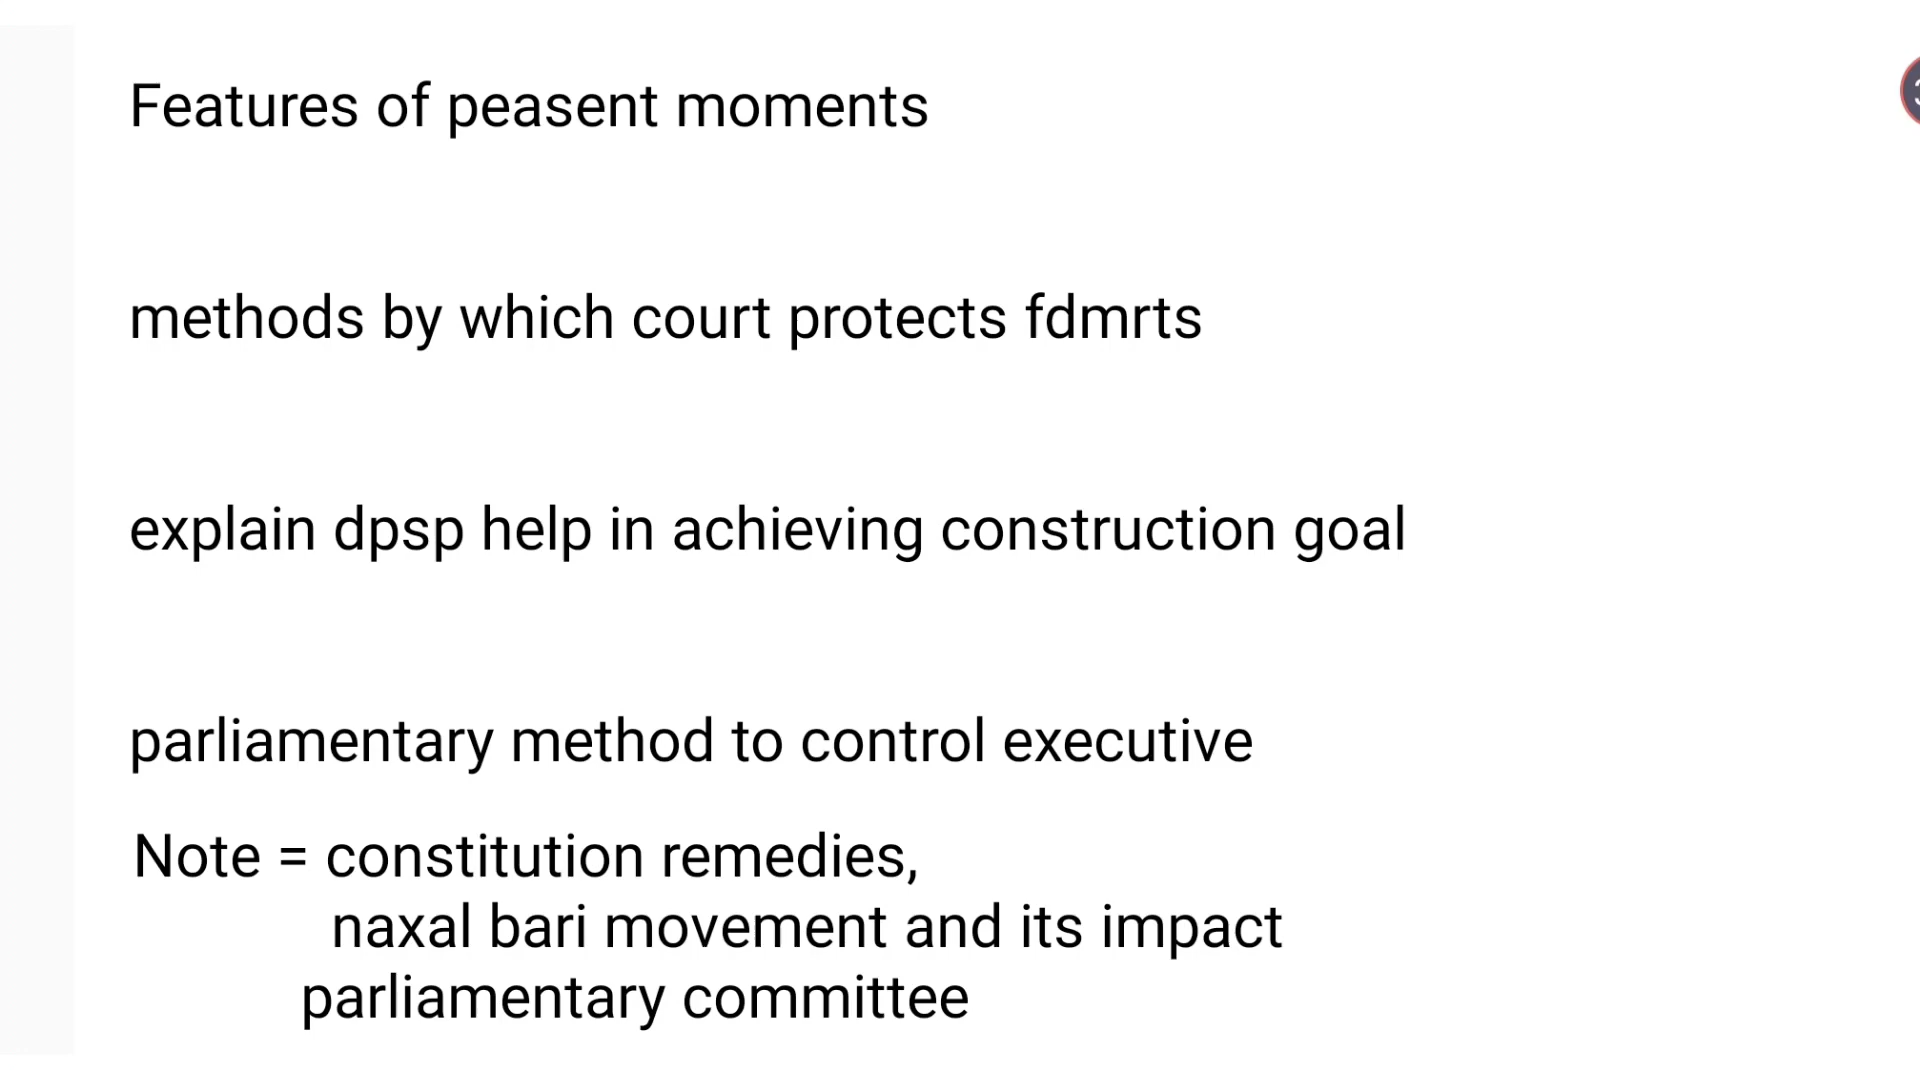 Features of peasent moments
methods by which court protects fdmrts
explain dpsp help in achieving construction goal
parliamentary method to control executive
Note = constitution remedies,
naxal bari movement and its impact
parliamentary committee